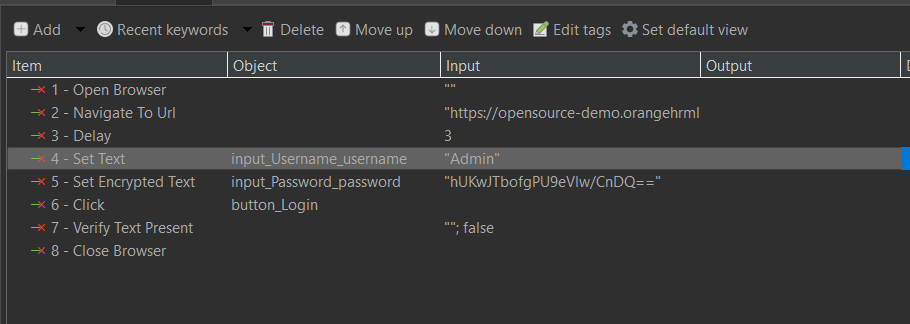 Add Recent keywords Delete Move up Move down Edit tags Set default view
Item Object Input Output
1 - Open Browser ""
2 - Navigate To Url "https://opensource-demo.orangehrml
3 - Delay 3
4 - Set Text input_Username_username "Admin"
5 - Set Encrypted Text input_Password_password "hUKwJTbofgPU9eVlw/CnDQ=="
6 - Click button_Login
7 - Verify Text Present ""; false
8 - Close Browser